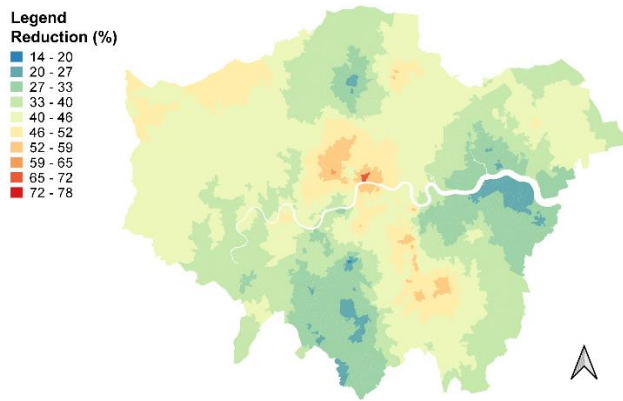 Legend
Reduction (%)
14 - 20
20 - 27
27 - 33
33 - 40
40 - 46
46 - 52
52 - 59
59 - 65
65 - 72
72 - 78